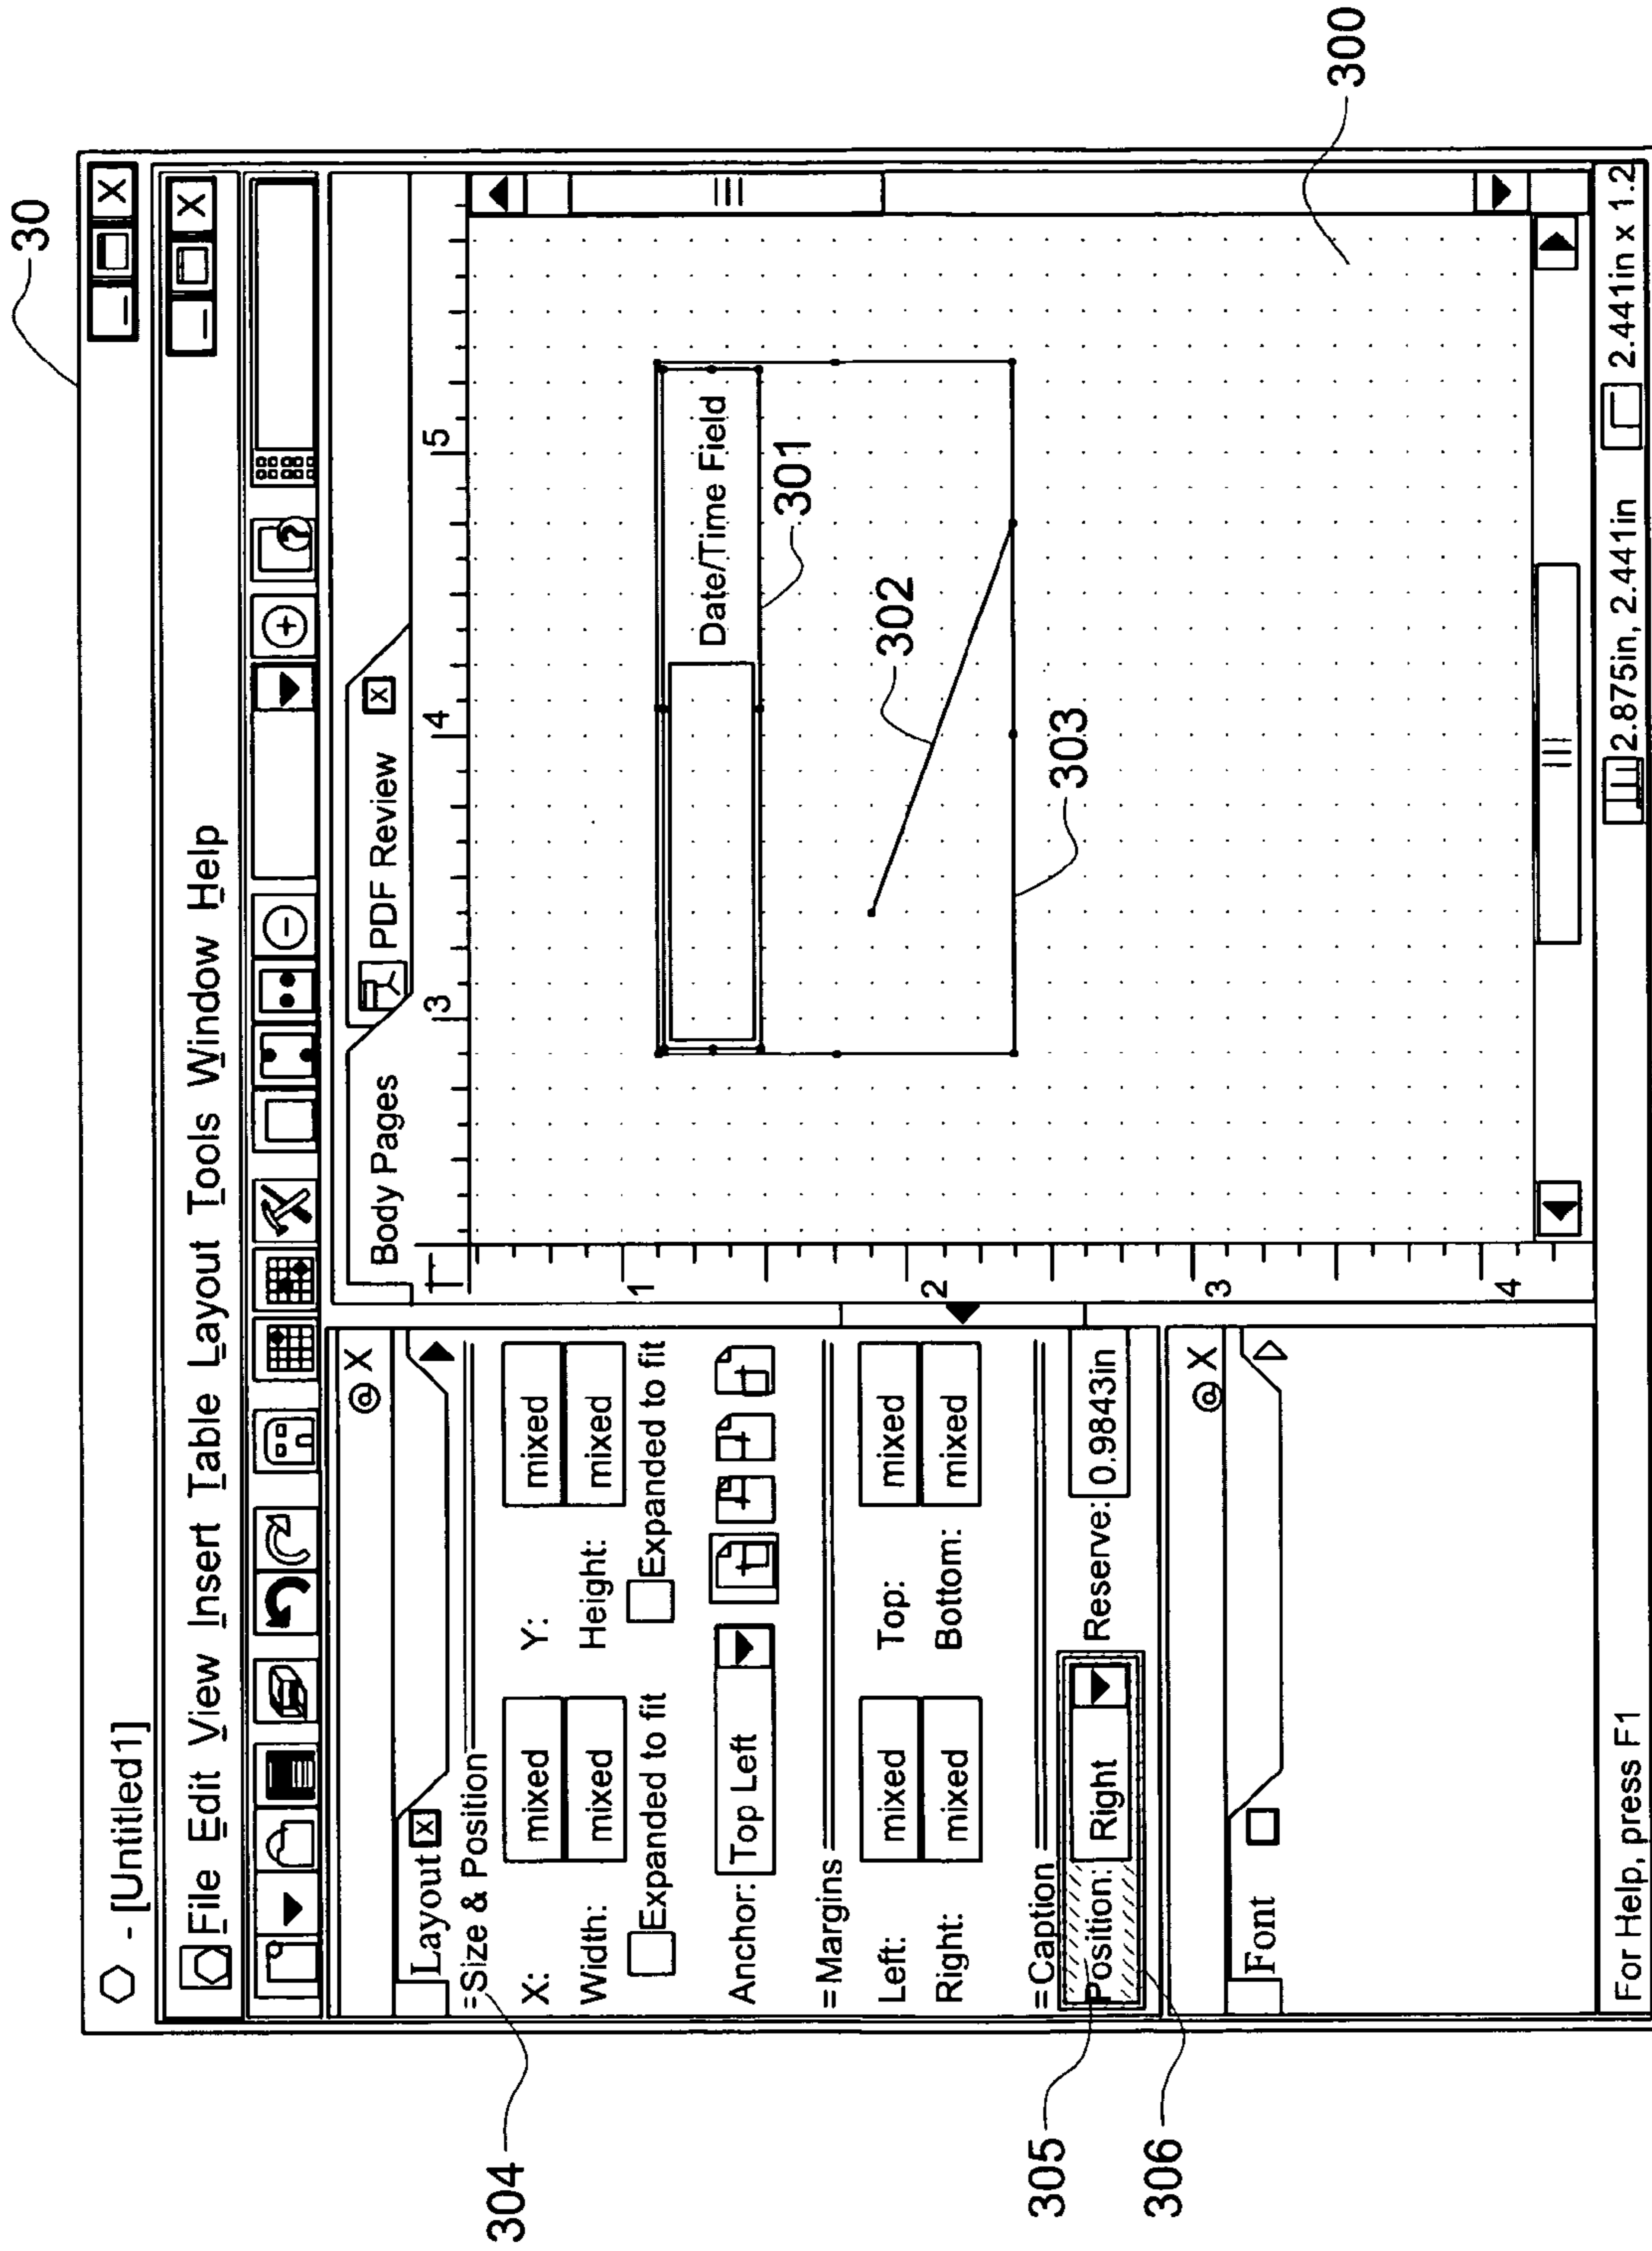 30
- [Untitled1]
X
File Edit View Insert Table Layout Tools Window Help
X
@ X
Layout X
=Size & Position
X: mixed Y: mixed
Width: mixed Height: mixed
Expanded to fit Expanded to fit
Anchor: Top Left
=Margins
Left: mixed Top: mixed
Right: mixed Bottom: mixed
=Caption
Position: Right Reserve: 0.9843in
@ X
Font
Body Pages
PDF Review X
3 4 5
1
2
3
4
Date/Time Field
301
302
303
300
304
305
306
For Help, press F1
2.875in, 2.441in
2.441in x 1.2